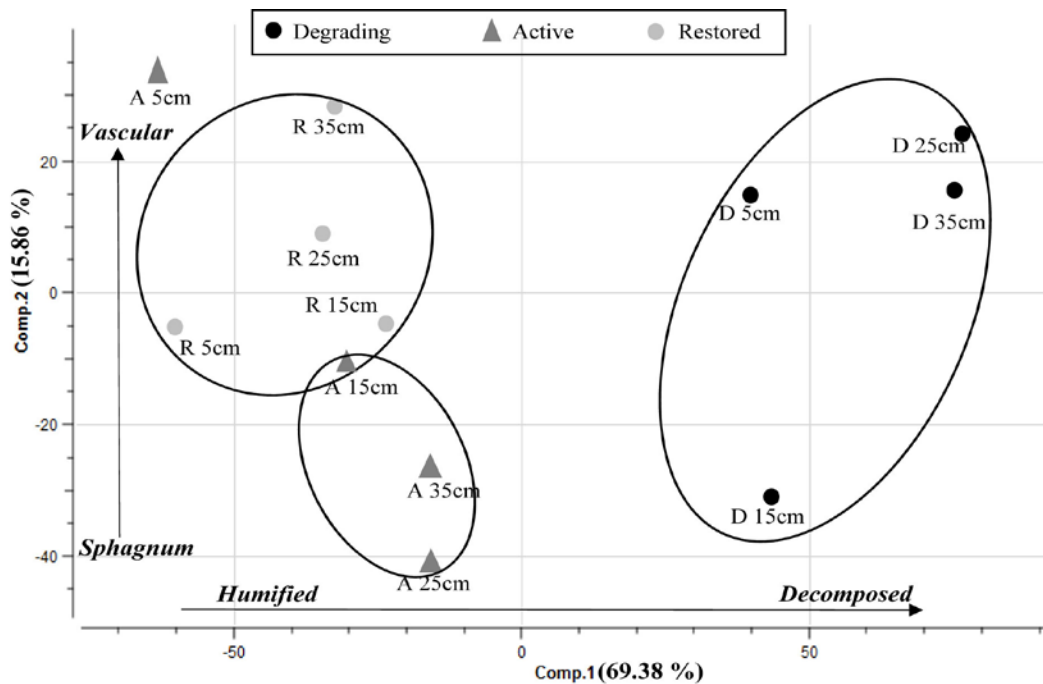 Degrading Active Restored
A 5cm
Vascular
R 35cm
D 25cm
20
D 5cm
D 35cm
R 25cm
0
R 15cm
R 5cm
A 15cm
-20
A 35cm
D 15cm
Sphagnum
-40
A 25cm
Humified Decomposed
-50 0 50
Comp.1 (69.38 %)
Comp.2 (15.86 %)